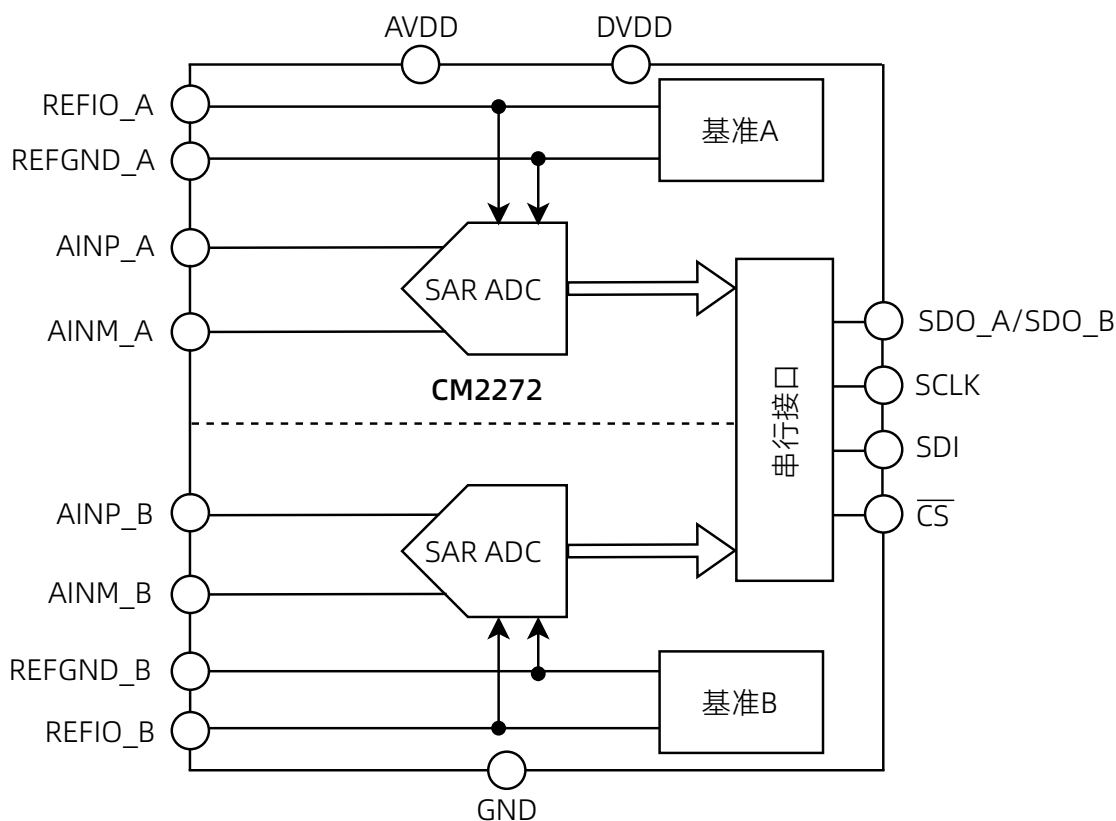 AVDD
DVDD
REFIO_A
基准A
REFGND_A
AINP_A
SAR ADC
AINM_A
SDO_A/SDO_B
CM2272
SCLK
串行接口
SDI
AINP_B
CS
SAR ADC
AINM_B
REFGND_B
基准B
REFIO_B
GND